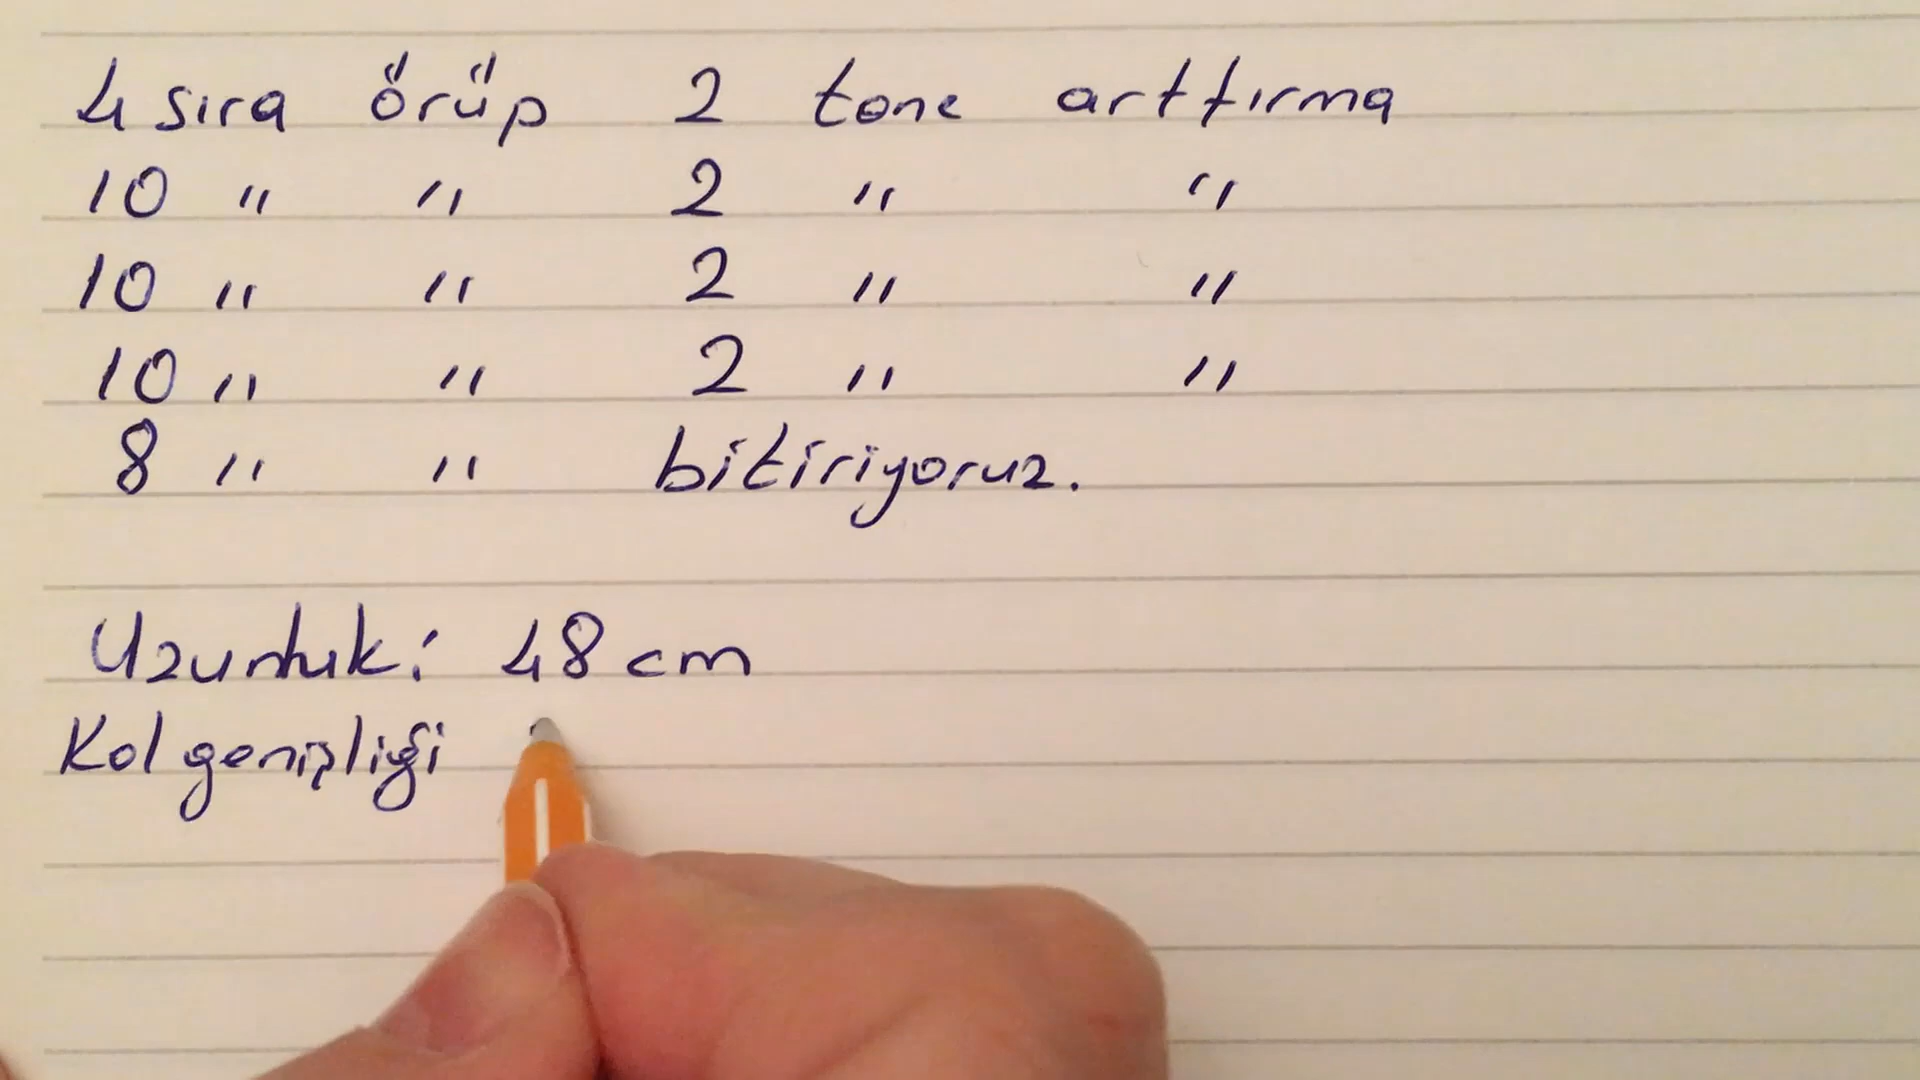 4 sıra örüp 2 tane arttırma
10 " " 2 " "
10 " " 2 " "
10 " " 2 " "
8 " " bitiriyoruz.
Uzunluk: 48 cm
Kol genişliği